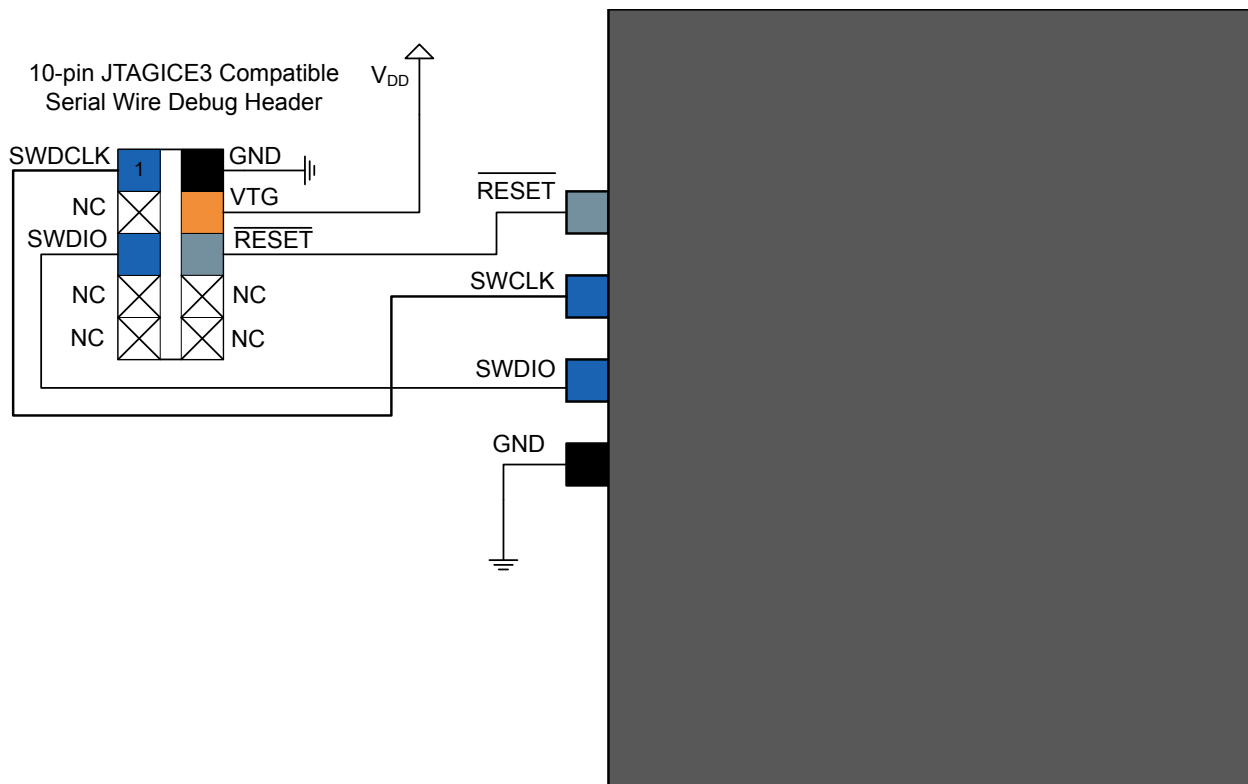 10-pin JTAGICE3 Compatible
Serial Wire Debug Header
VDD
SWDCLK
1
GND
NC
VTG
SWDIO
RESET
NC
NC
NC
NC
RESET
SWCLK
SWDIO
GND